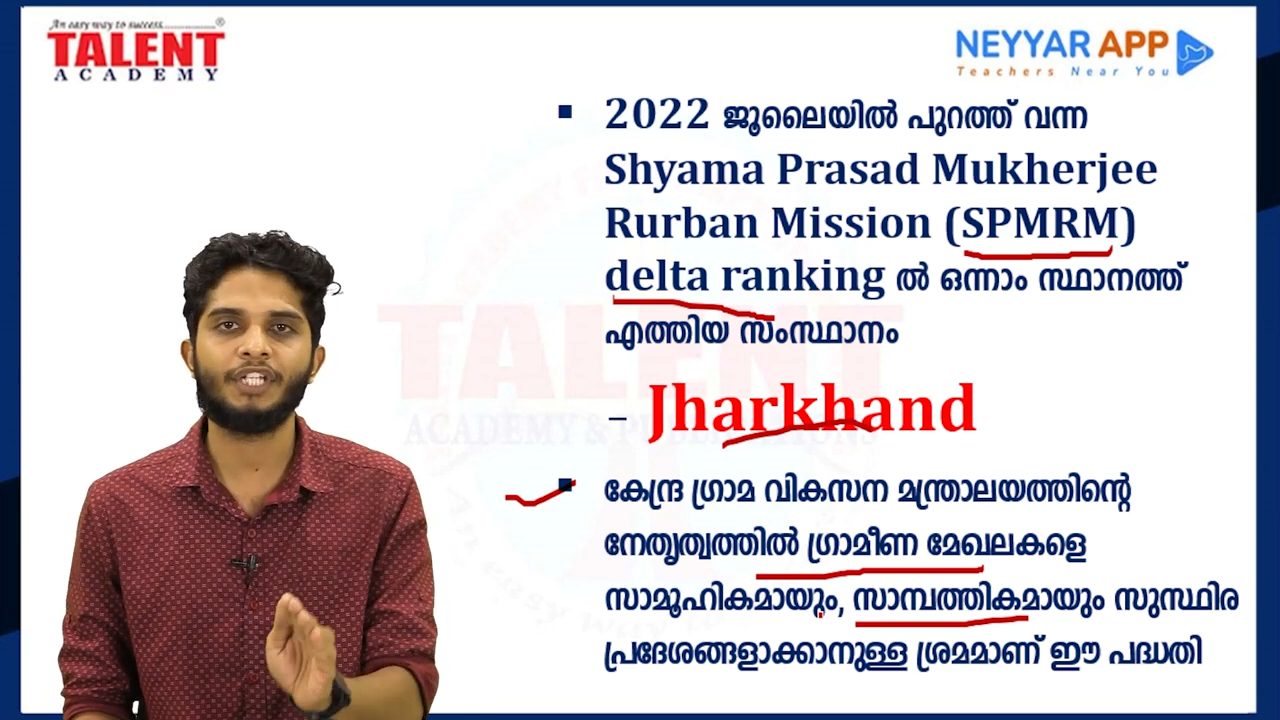 An easy way to success..............®
TALENT
ACADEMY
NEYYAR APP
Teachers Near You
2022 ജൂലൈയിൽ പുറത്ത് വന്ന
Shyama Prasad Mukherjee
Rurban Mission (SPMRM)
delta ranking ൽ ഒന്നാം സ്ഥാനത്ത്
എത്തിയ സംസ്ഥാനം
– Jharkhand
കേന്ദ്ര ഗ്രാമ വികസന മന്ത്രാലയത്തിന്റെ
നേതൃത്വത്തിൽ ഗ്രാമീണ മേഖലകളെ
സാമൂഹികമായും, സാമ്പത്തികമായും സുസ്ഥിര
പ്രദേശങ്ങളാക്കാനുള്ള ശ്രമമാണ് ഈ പദ്ധതി
TALENT